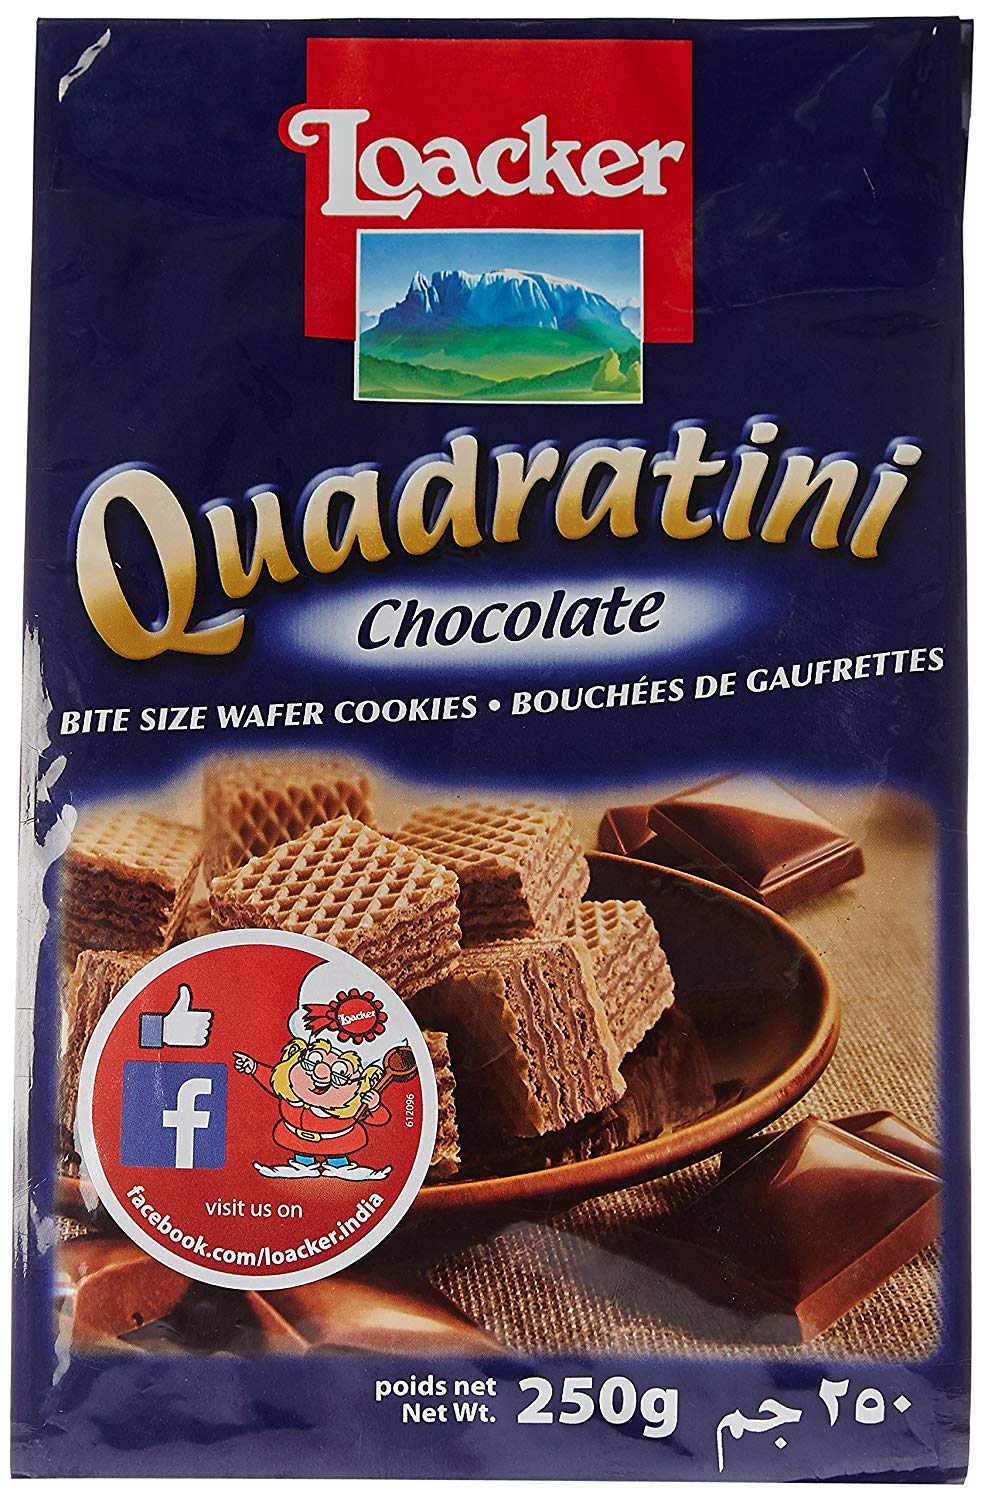 Loacker
Quadratini
Chocolate
BITE SIZE WAFER COOKIES • BOUCHÉES DE GAUFRETTES
Loacker
612096
visit us on
facebook.com/loacker.india
poids net
Net Wt. 250g ٢٥٠ جم